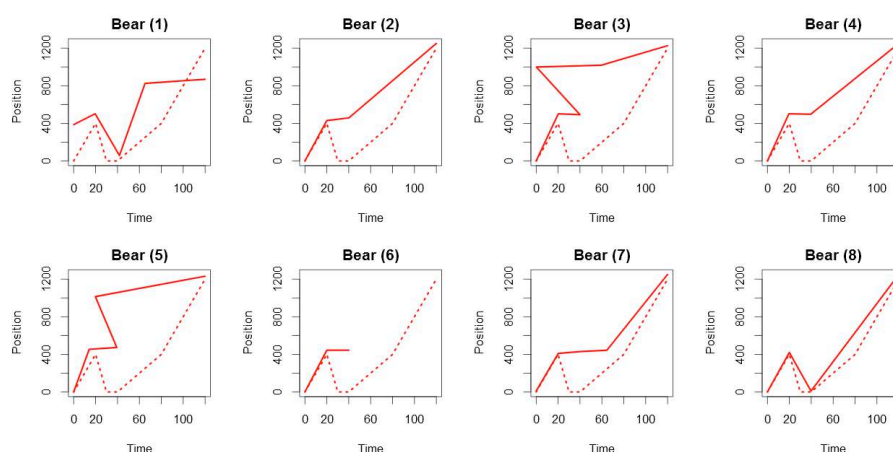 Bear (1) Bear (2) Bear (3) Bear (4)
Position Position Position Position
1200 1200 1200 1200
800 800 800 800
400 400 400 400
0 0 0 0
0 20 60 100 0 20 60 100 0 20 60 100 0 20 60 100
Time Time Time Time
Bear (5) Bear (6) Bear (7) Bear (8)
Position Position Position Position
1200 1200 1200 1200
800 800 800 800
400 400 400 400
0 0 0 0
0 20 60 100 0 20 60 100 0 20 60 100 0 20 60 100
Time Time Time Time